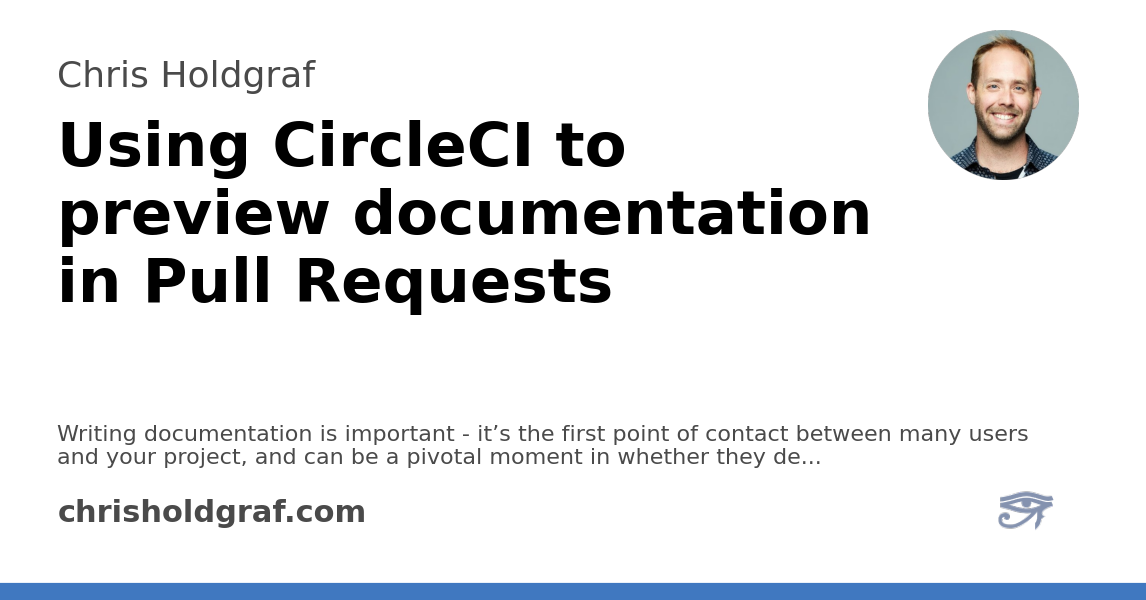 Chris Holdgraf
Using CircleCI to
preview documentation
in Pull Requests
Writing documentation is important - it’s the first point of contact between many users
and your project, and can be a pivotal moment in whether they de...
chrisholdgraf.com